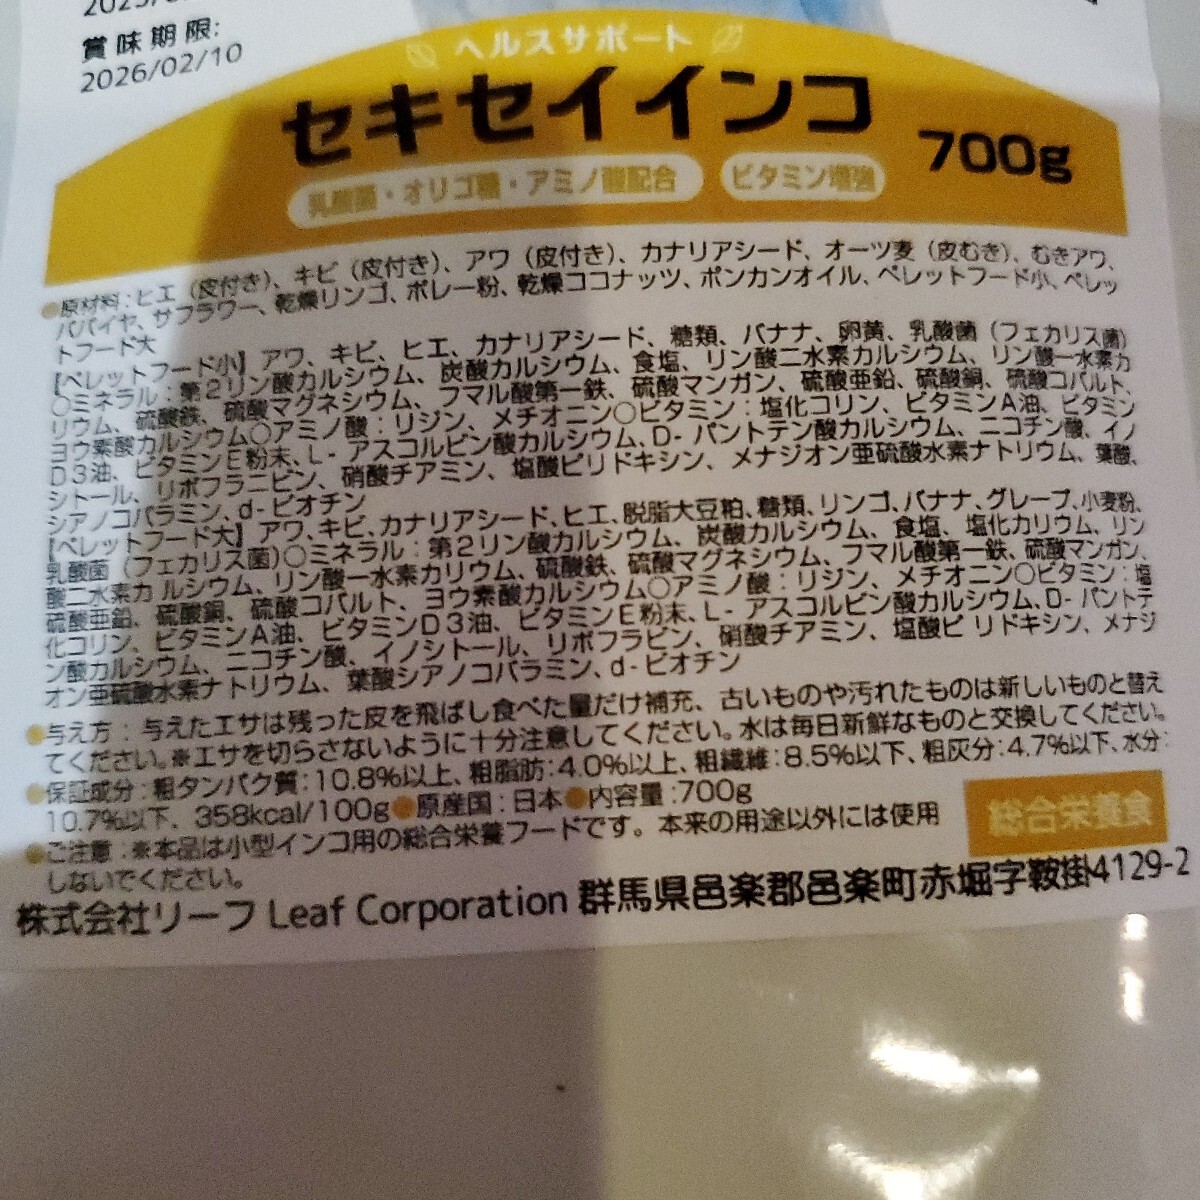 賞味期限:
2026/02/10
ヘルスサポート
セキセイインコ
700g
乳酸菌・オリゴ糖・アミノ酸配合
ビタミン増強
●原材料：ヒエ（皮付き）、キビ（皮付き）、アワ（皮付き）、カナリアシード、オーツ麦（皮むき）、むきアワ、
パパイヤ、サフラワー、乾燥リンゴ、ボレー粉、乾燥ココナッツ、ポンカンオイル、ペレットフード小、ペレッ
トフード大
【ペレットフード小】アワ、キビ、ヒエ、カナリアシード、糖類、バナナ、卵黄、乳酸菌（フェカリス菌）
○ミネラル：第2リン酸カルシウム、炭酸カルシウム、食塩、リン酸二水素カルシウム、リン酸一水素カ
リウム、硫酸鉄、硫酸マグネシウム、フマル酸第一鉄、硫酸マンガン、硫酸亜鉛、硫酸銅、硫酸コバルト、
ヨウ素酸カルシウム○アミノ酸：リジン、メチオニン○ビタミン：塩化コリン、ビタミンA油、ビタミン
D3油、ビタミンE粉末、L-アスコルビン酸カルシウム、D-パントテン酸カルシウム、ニコチン酸、イノ
シトール、リボフラニビン、硝酸チアミン、塩酸ピリドキシン、メナジオン亜硫酸水素ナトリウム、葉酸、
シアノコバラミン、d-ビオチン
【ペレットフード大】アワ、キビ、カナリアシード、ヒエ、脱脂大豆粕、糖類、リンゴ、バナナ、グレープ、小麦粉、
乳酸菌（フェカリス菌）○ミネラル：第2リン酸カルシウム、炭酸カルシウム、食塩、塩化カリウム、リン
酸二水素カルシウム、リン酸一水素カリウム、硫酸鉄、硫酸マグネシウム、フマル酸第一鉄、硫酸マンガン、
硫酸亜鉛、硫酸銅、硫酸コバルト、ヨウ素酸カルシウム○アミノ酸：リジン、メチオニン○ビタミン：塩
化コリン、ビタミンA油、ビタミンD3油、ビタミンE粉末、L-アスコルビン酸カルシウム、D-パントテ
ン酸カルシウム、ニコチン酸、イノシトール、リボフラビン、硝酸チアミン、塩酸ピリドキシン、メナジ
オン亜硫酸水素ナトリウム、葉酸シアノコバラミン、d-ビオチン
●与え方：与えたエサは残った皮を飛ばし食べた量だけ補充、古いものや汚れたものは新しいものと替え
てください。※エサを切らさないように十分注意してください。水は毎日新鮮なものと交換してください。
●保証成分：粗タンパク質：10.8%以上、粗脂肪：4.0%以上、粗繊維：8.5%以下、粗灰分：4.7%以下、水分：
10.7%以下、358kcal/100g●原産国：日本●内容量：700g
●ご注意：※本品は小型インコ用の総合栄養フードです。本来の用途以外には使用
しないでください。
総合栄養食
株式会社リーフ Leaf Corporation 群馬県邑楽郡邑楽町赤堀字鞍掛4129-2